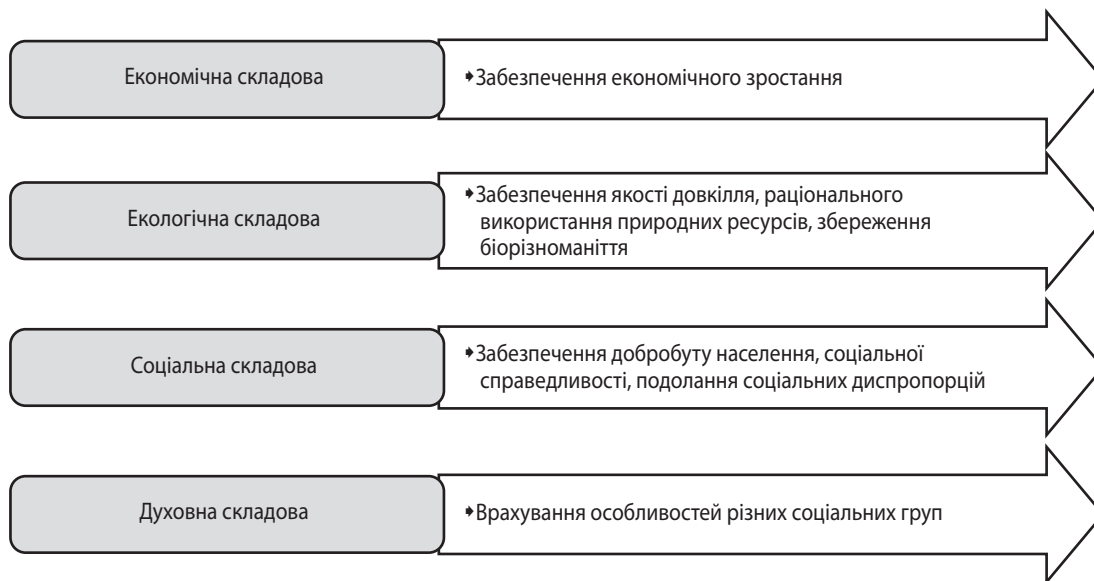 Економічна складова
➧Забезпечення економічного зростання
Екологічна складова
➧Забезпечення якості довкілля, раціонального
використання природних ресурсів, збереження
біорізноманіття
Соціальна складова
➧Забезпечення добробуту населення, соціальної
справедливості, подолання соціальних диспропорцій
Духовна складова
➧Врахування особливостей різних соціальних груп